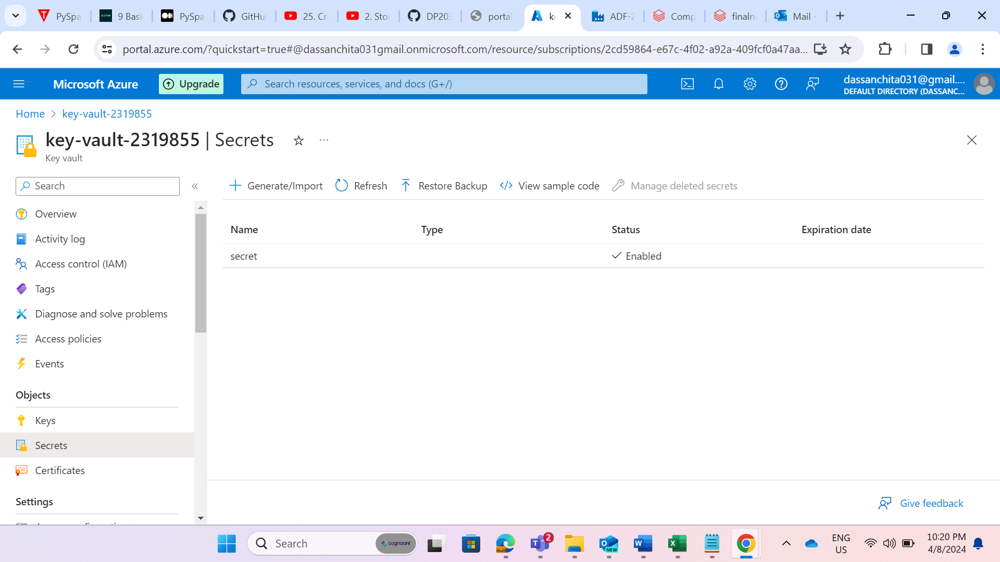 PySpa
9 Basi
PySpa
GitHu
25. Cr
2. Stor
DP203
portal
ke
ADF-2
Comp
finaln
Mail -
portal.azure.com/?quickstart=true#@dassanchita031gmail.onmicrosoft.com/resource/subscriptions/2cd59864-e67c-4f02-a92a-409fcf0a47aa...
Microsoft Azure
Upgrade
Search resources, services, and docs (G+/)
dassanchita031@gmail....
DEFAULT DIRECTORY (DASSANC...
Home > key-vault-2319855
key-vault-2319855 | Secrets
...
Key vault
Search
Generate/Import
Refresh
Restore Backup
View sample code
Manage deleted secrets
Overview
Activity log
Access control (IAM)
Tags
Diagnose and solve problems
Access policies
Events
Objects
Keys
Secrets
Certificates
Settings
Name Type Status Expiration date
secret Enabled
Give feedback
Search
cognizant
2
NEW
ENG
US
10:20 PM
4/8/2024